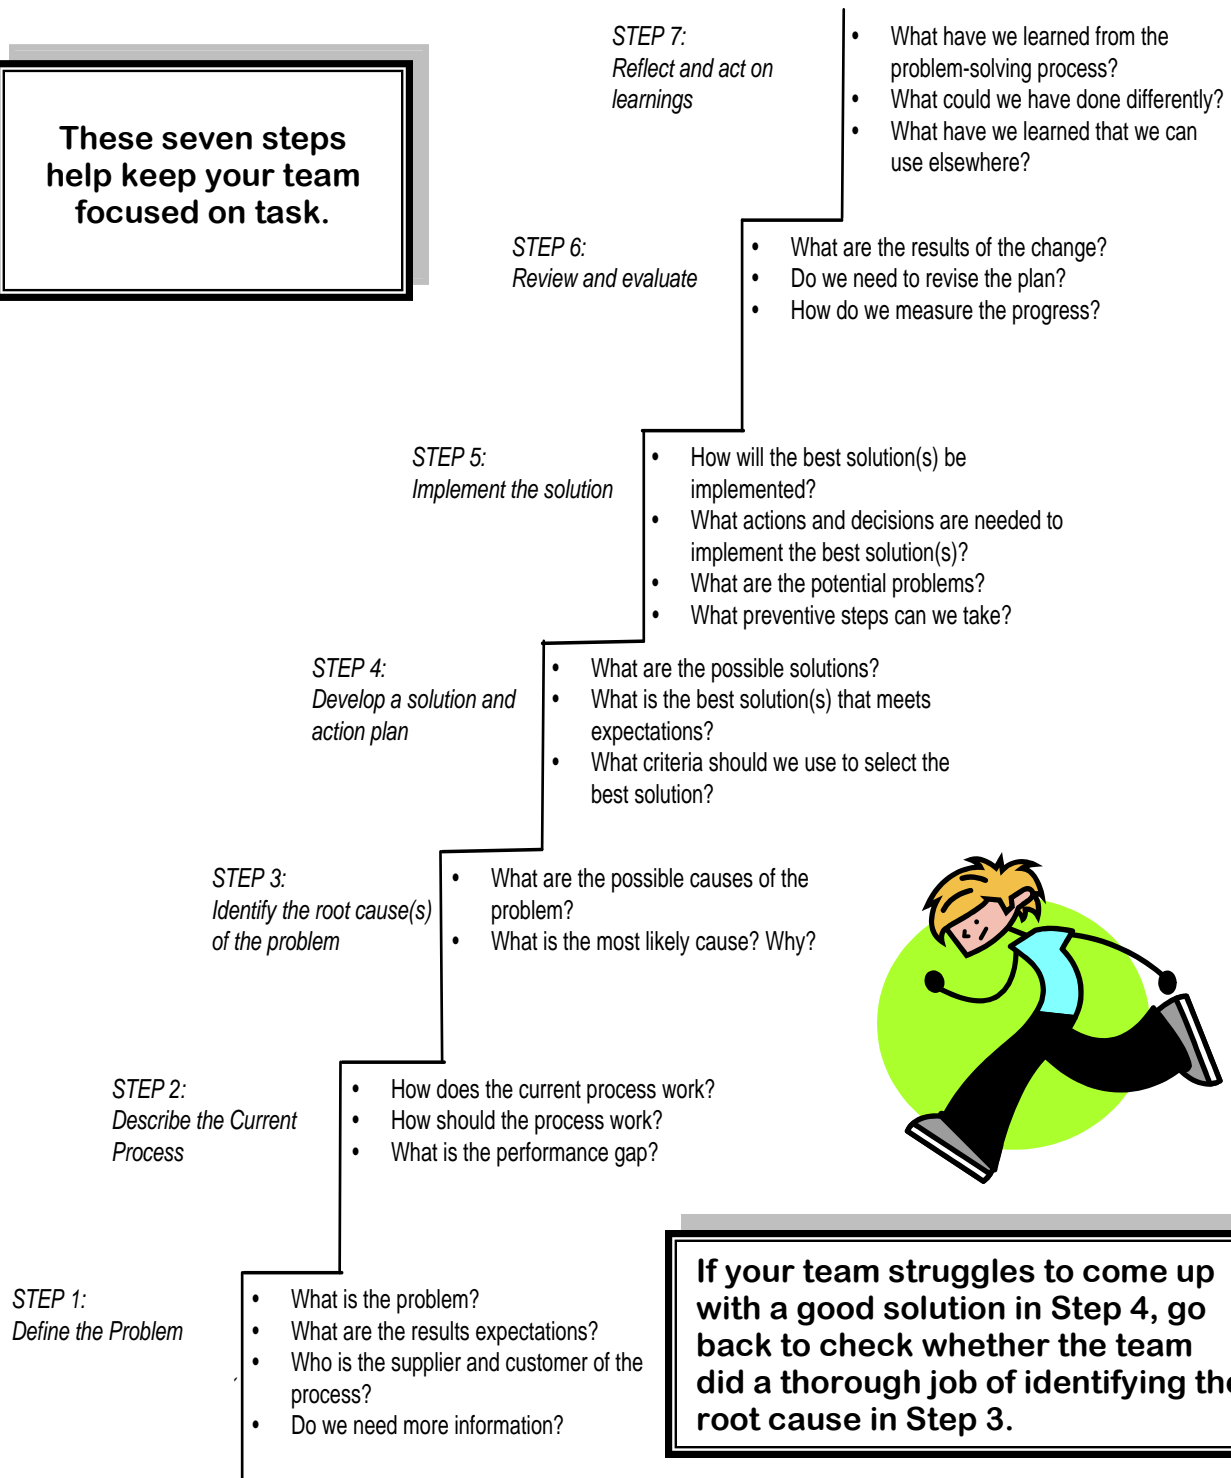 STEP 7:
Reflect and act on
learnings
• What have we learned from the
problem-solving process?
• What could we have done differently?
• What have we learned that we can
use elsewhere?
These seven steps
help keep your team
focused on task.
STEP 6:
Review and evaluate
• What are the results of the change?
• Do we need to revise the plan?
• How do we measure the progress?
STEP 5:
Implement the solution
• How will the best solution(s) be
implemented?
• What actions and decisions are needed to
implement the best solution(s)?
• What are the potential problems?
• What preventive steps can we take?
STEP 4:
Develop a solution and
action plan
• What are the possible solutions?
• What is the best solution(s) that meets
expectations?
• What criteria should we use to select the
best solution?
STEP 3:
Identify the root cause(s)
of the problem
• What are the possible causes of the
problem?
• What is the most likely cause? Why?
STEP 2:
Describe the Current
Process
• How does the current process work?
• How should the process work?
• What is the performance gap?
STEP 1:
Define the Problem
• What is the problem?
• What are the results expectations?
• Who is the supplier and customer of the
process?
• Do we need more information?
If your team struggles to come up
with a good solution in Step 4, go
back to check whether the team
did a thorough job of identifying the
root cause in Step 3.